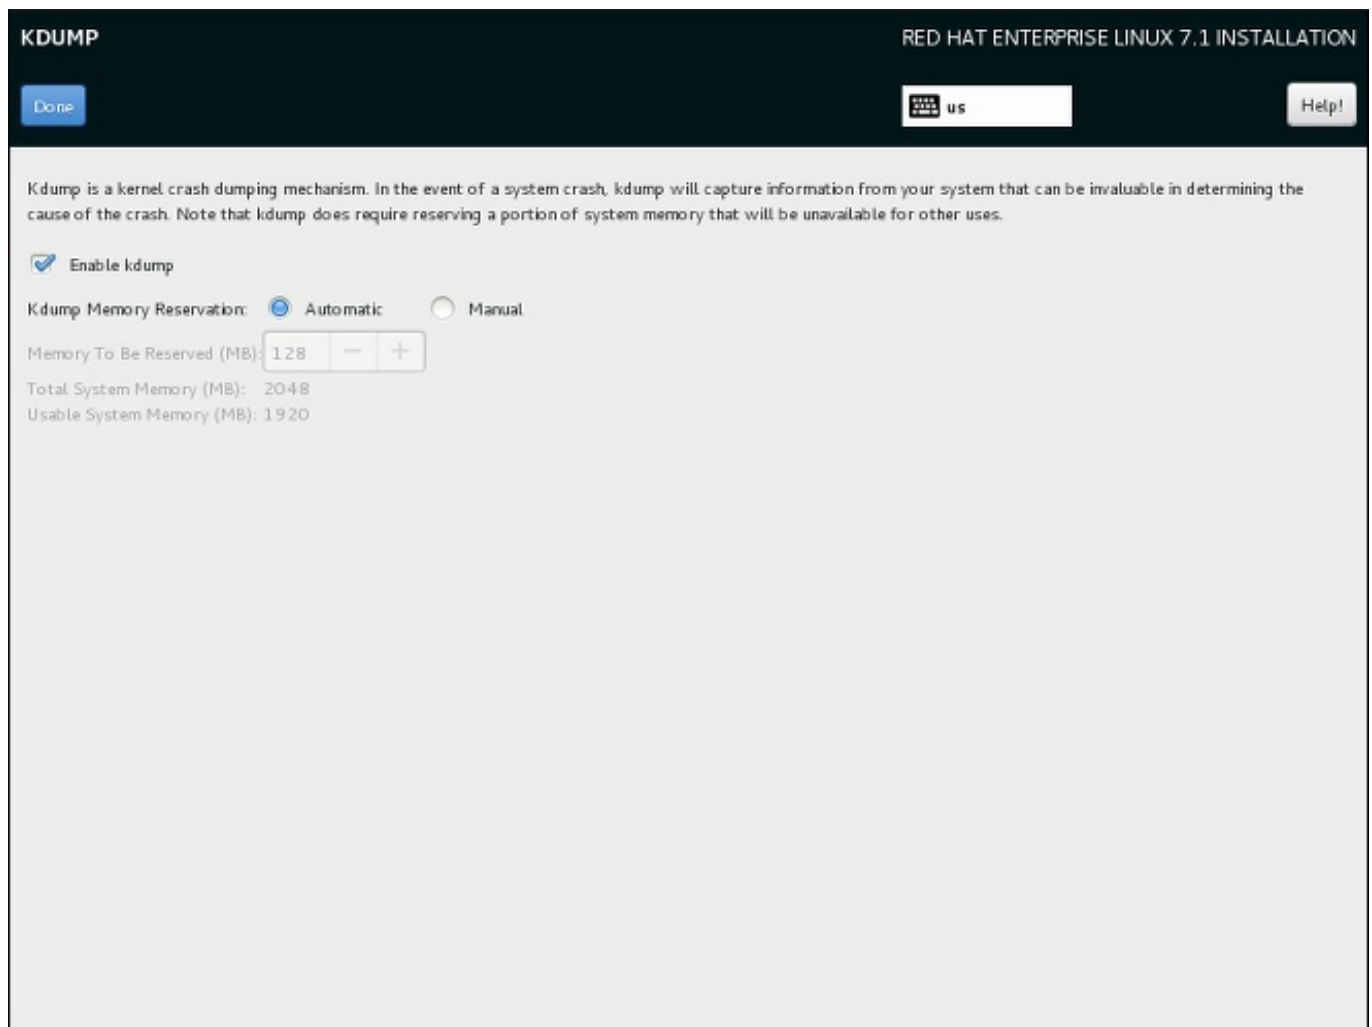 KDUMP
RED HAT ENTERPRISE LINUX 7.1 INSTALLATION
Done
us
Help!
Kdump is a kernel crash dumping mechanism. In the event of a system crash, kdump will capture information from your system that can be invaluable in determining the
cause of the crash. Note that kdump does require reserving a portion of system memory that will be unavailable for other uses.
Enable kdump
Kdump Memory Reservation: Automatic Manual
Memory To Be Reserved (MB): 128 − +
Total System Memory (MB): 2048
Usable System Memory (MB): 1920